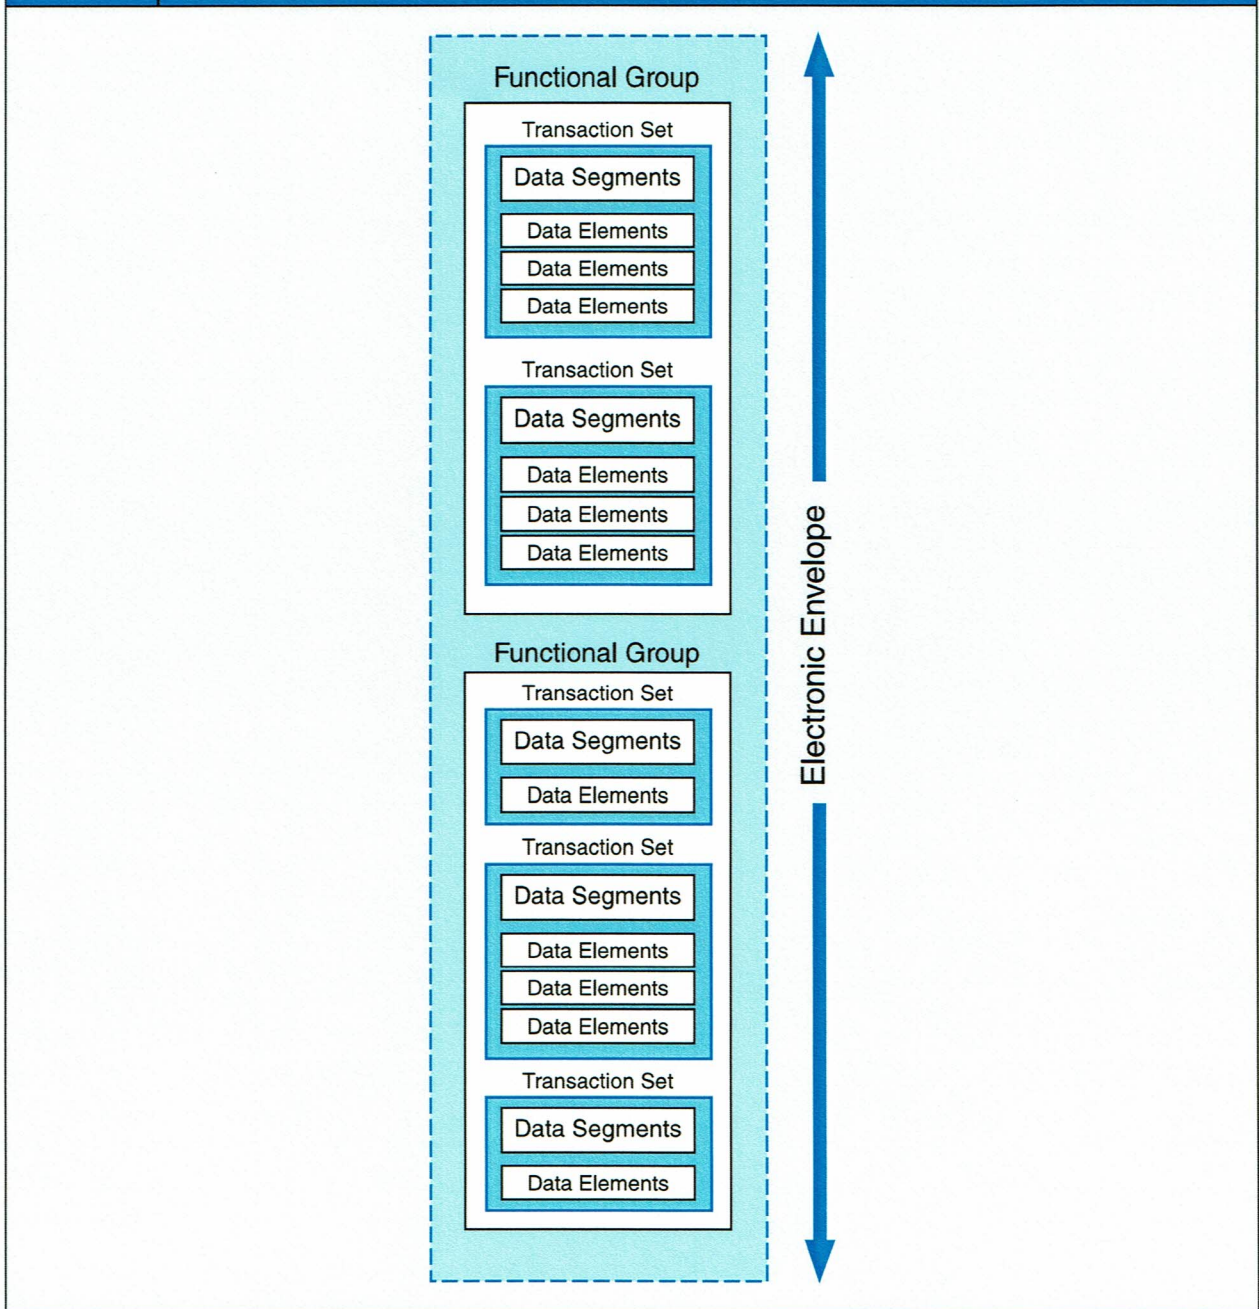 Functional Group
Transaction Set
Data Segments
Data Elements
Data Elements
Data Elements
Transaction Set
Data Segments
Data Elements
Data Elements
Data Elements
Functional Group
Transaction Set
Data Segments
Data Elements
Transaction Set
Data Segments
Data Elements
Data Elements
Data Elements
Transaction Set
Data Segments
Data Elements
Electronic Envelope